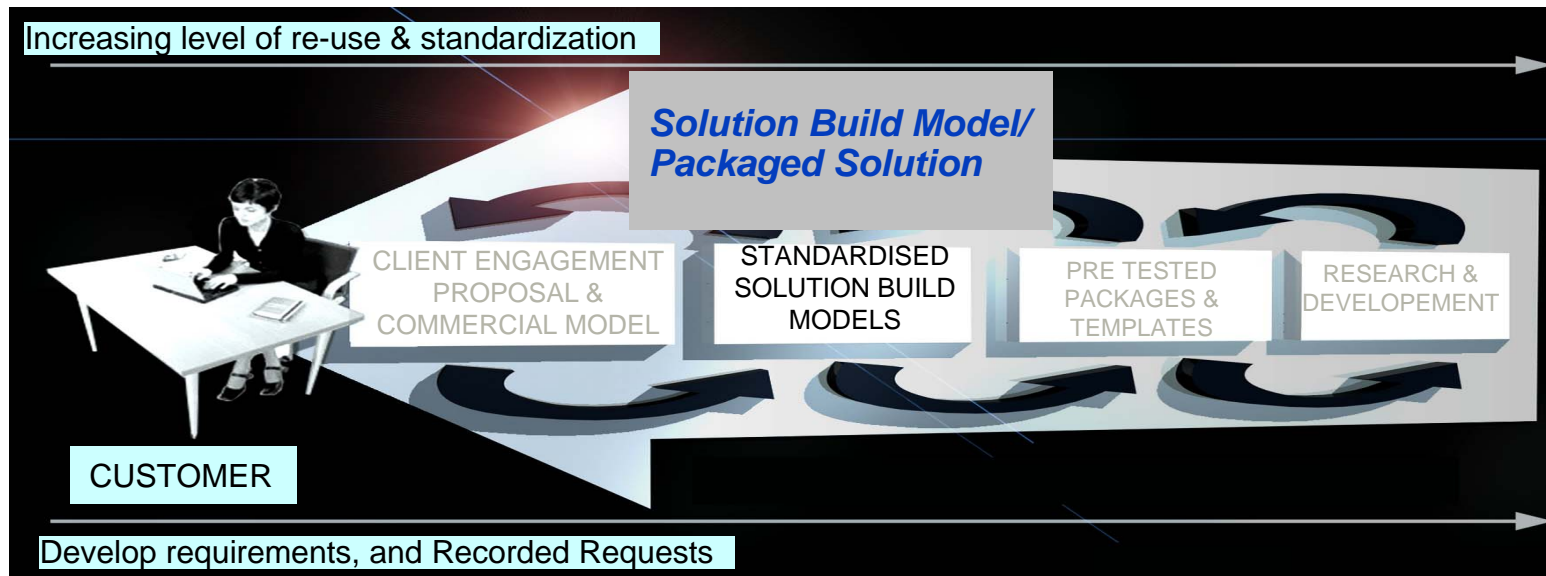 Increasing level of re-use & standardization
Solution Build Model/
Packaged Solution
CLIENT ENGAGEMENT
PROPOSAL &
COMMERCIAL MODEL
STANDARDISED
SOLUTION BUILD
MODELS
PRE TESTED
PACKAGES &
TEMPLATES
RESEARCH &
DEVELOPEMENT
CUSTOMER
Develop requirements, and Recorded Requests